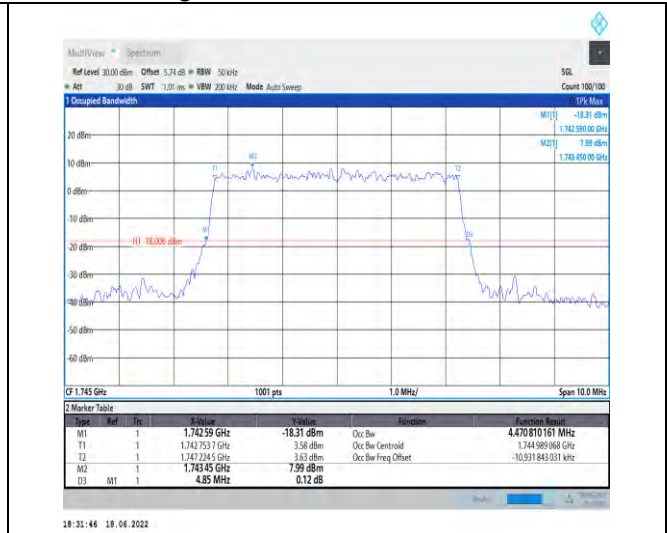 MultiView Spectrum
Ref Level 30.00 dBm Offset 5.74 dB RBW 50 kHz SGL
Att 30 dB SWT 1.01 ms VBW 200 kHz Mode Auto Sweep Count 100/100
1 Occupied Bandwidth 1Pk Max
M1[1] -18.31 dBm
1.742 590 00 GHz
M2[1] 7.99 dBm
1.743 450 00 GHz
20 dBm
10 dBm
M2
T1
T2
0 dBm
-10 dBm
M1
H1 -18.006 dBm
D3
-20 dBm
-30 dBm
-40 dBm
-50 dBm
-60 dBm
CF 1.745 GHz 1001 pts 1.0 MHz/ Span 10.0 MHz
2 Marker Table
Type Ref Trc X-Value Y-Value Function Function Result
M1 1 1.742 59 GHz -18.31 dBm Occ Bw 4.470 810 161 MHz
T1 1 1.742 753 7 GHz 3.58 dBm Occ Bw Centroid 1.744 989 068 GHz
T2 1 1.747 224 5 GHz 3.63 dBm Occ Bw Freq Offset -10.931 843 031 kHz
M2 1 1.743 45 GHz 7.99 dBm
D3 M1 1 4.85 MHz 0.12 dB
18:31:46 18.06.2022